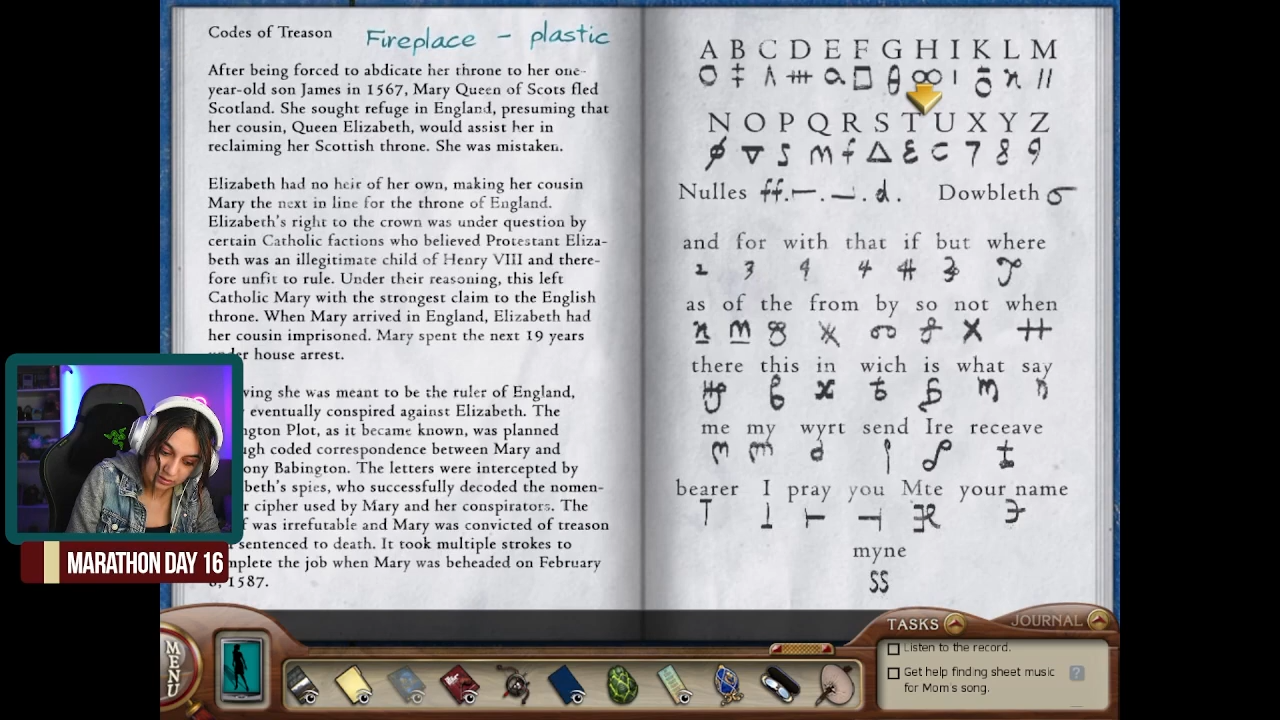 Codes of Treason
Fireplace - plastic
After being forced to abdicate her throne to her one-
year-old son James in 1567, Mary Queen of Scots fled
Scotland. She sought refuge in England, presuming that
her cousin, Queen Elizabeth, would assist her in
reclaiming her Scottish throne. She was mistaken.
Elizabeth had no heir of her own, making her cousin
Mary the next in line for the throne of England.
Elizabeth's right to the crown was under question by
certain Catholic factions who believed Protestant Eliza-
beth was an illegitimate child of Henry VIII and there-
fore unfit to rule. Under their reasoning, this left
Catholic Mary with the strongest claim to the English
throne. When Mary arrived in England, Elizabeth had
her cousin imprisoned. Mary spent the next 19 years
house arrest.
she was meant to be the ruler of England,
eventually conspired against Elizabeth. The
Plot, as it became known, was planned
coded correspondence between Mary and
Babington. The letters were intercepted by
spies, who successfully decoded the nomen-
cipher used by Mary and her conspirators. The
was irrefutable and Mary was convicted of treason
sentenced to death. It took multiple strokes to
the job when Mary was beheaded on February
1587.
A B C D E F G H I K L M
N O P Q R S T U X Y Z
Nulles ff. d. Dowbleth
and for with that if but where
as of the from by so not when
there this in wich is what say
me my wyrt send Ire receave
bearer I pray you Mte your name
myne
SS
MARATHON DAY 16
MENU
TASKS
JOURNAL
Listen to the record.
Get help finding sheet music ?
for Mom's song.